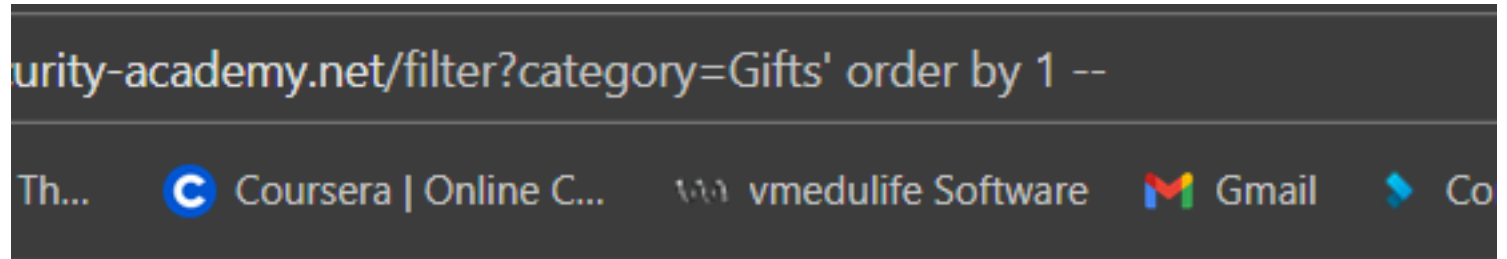 urity-academy.net/filter?category=Gifts' order by 1 --
Th... Coursera | Online C... vmedulife Software Gmail Co